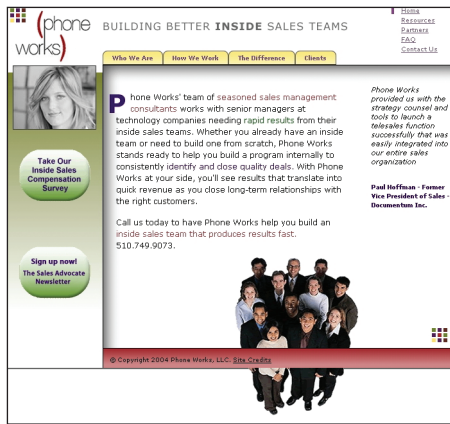 (phone
works)
BUILDING BETTER INSIDE SALES TEAMS
Home
Resources
Partners
FAQ
Contact Us
Who We Are
How We Work
The Difference
Clients
Phone Works' team of seasoned sales management
consultants works with senior managers at
technology companies needing rapid results from their
inside sales teams. Whether you already have an inside
team or need to build one from scratch, Phone Works
stands ready to help you build a program internally to
consistently identify and close quality deals. With Phone
Works at your side, you'll see results that translate into
quick revenue as you close long-term relationships with
the right customers.
Call us today to have Phone Works help you build an
inside sales team that produces results fast.
510.749.9073.
Phone Works
provided us with the
strategy counsel and
tools to launch a
telesales function
successfully that was
easily integrated into
our entire sales
organization
Paul Hoffman - Former
Vice President of Sales -
Documentum Inc.
Take Our
Inside Sales
Compensation
Survey
Sign up now!
The Sales Advocate
Newsletter
© Copyright 2004 Phone Works, LLC. Site Credits